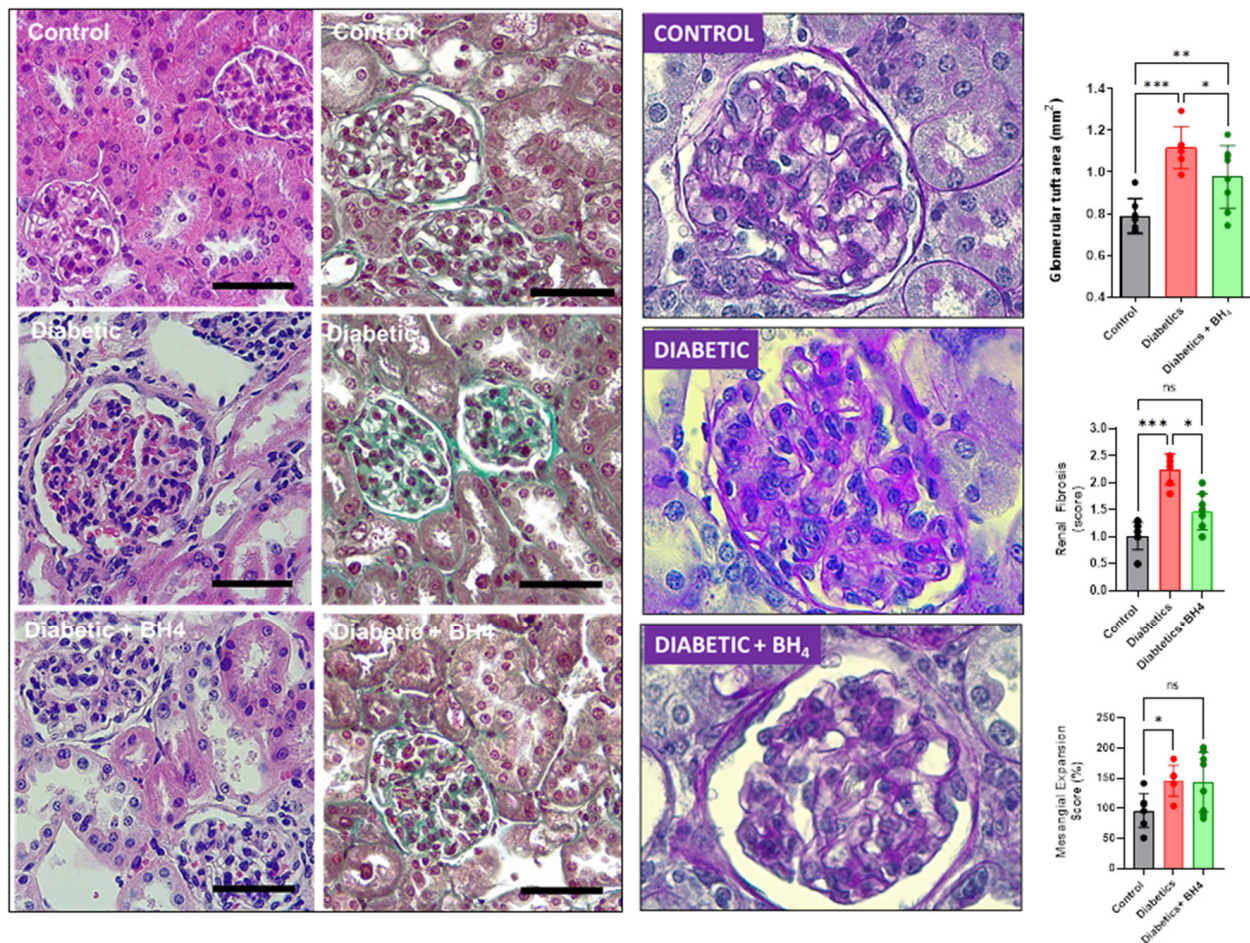 Control
Control
Diabetic
Diabetic
Diabetic + BH4
Diabetic + BH4
CONTROL
DIABETIC
DIABETIC + BH₄
** 
*** *
Glomerular tuft area (mm²)
1.4
1.2
1.0
0.8
0.6
0.4
Control
Diabetics
Diabetics + BH₄
ns
*** *
Renal Fibrosis
(score)
3.0
2.5
2.0
1.5
1.0
0.5
0.0
Control
Diabtetics
Diabtetics+BH4
ns
*
Mesangial Expansion
Score (%)
250
200
150
100
50
0
Control
Diabetics
Diabetics+ BH4